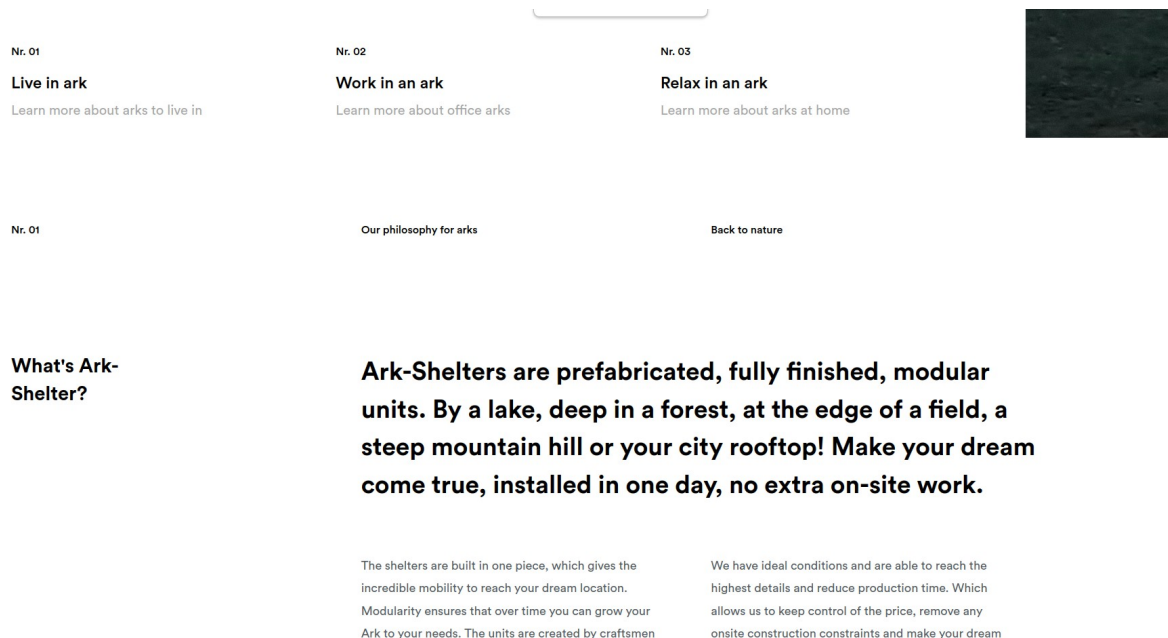 Nr. 01
Live in ark
Learn more about arks to live in
Nr. 02
Work in an ark
Learn more about office arks
Nr. 03
Relax in an ark
Learn more about arks at home
Nr. 01
Our philosophy for arks
Back to nature
What's Ark-
Shelter?
Ark-Shelters are prefabricated, fully finished, modular
units. By a lake, deep in a forest, at the edge of a field, a
steep mountain hill or your city rooftop! Make your dream
come true, installed in one day, no extra on-site work.
The shelters are built in one piece, which gives the
incredible mobility to reach your dream location.
Modularity ensures that over time you can grow your
Ark to your needs. The units are created by craftsmen
We have ideal conditions and are able to reach the
highest details and reduce production time. Which
allows us to keep control of the price, remove any
onsite construction constraints and make your dream